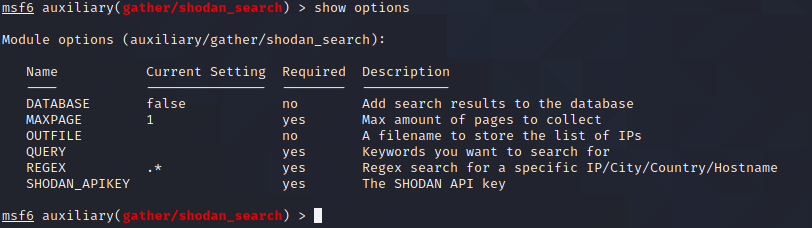 msf6 auxiliary(gather/shodan_search) > show options
Module options (auxiliary/gather/shodan_search):
Name Current Setting Required Description
---- --------------- -------- -----------
DATABASE false no Add search results to the database
MAXPAGE 1 yes Max amount of pages to collect
OUTFILE no A filename to store the list of IPs
QUERY yes Keywords you want to search for
REGEX .* yes Regex search for a specific IP/City/Country/Hostname
SHODAN_APIKEY yes The SHODAN API key
msf6 auxiliary(gather/shodan_search) >